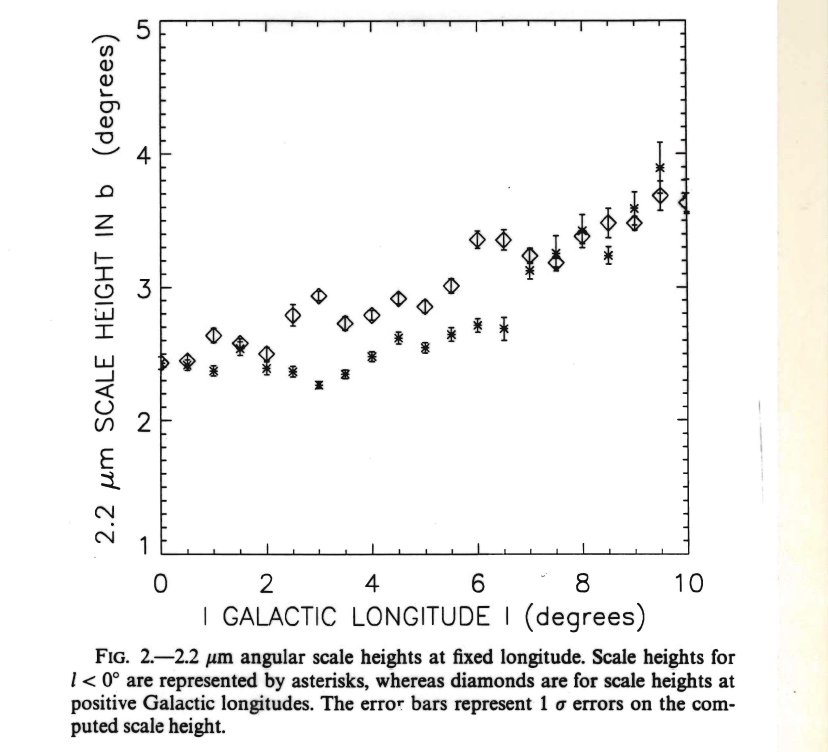 5
4
3
2
1
2.2 μm SCALE HEIGHT IN b (degrees)
0 2 4 6 8 10
| GALACTIC LONGITUDE | (degrees)
FIG. 2.—2.2 μm angular scale heights at fixed longitude. Scale heights for
l < 0° are represented by asterisks, whereas diamonds are for scale heights at
positive Galactic longitudes. The error bars represent 1 σ errors on the com-
puted scale height.